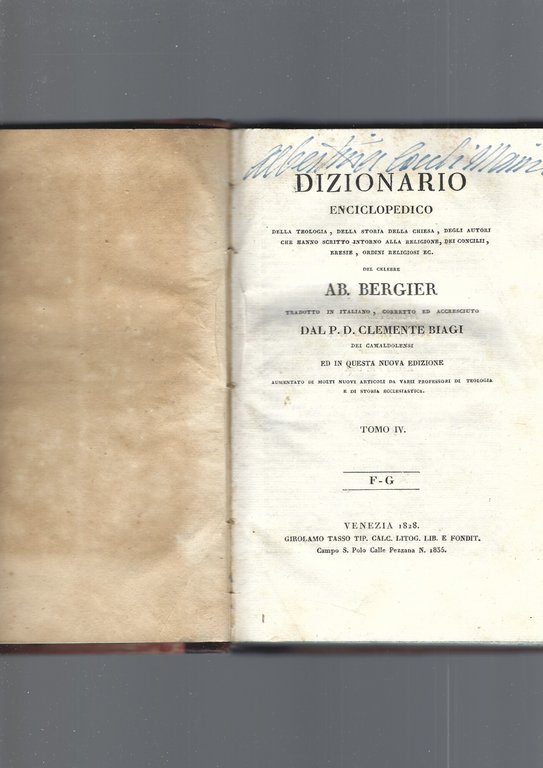 Albertina
DIZIONARIO
ENCICLOPEDICO
DELLA TEOLOGIA, DELLA STORIA DELLA CHIESA, DEGLI AUTORI
CHE HANNO SCRITTO INTORNO ALLA RELIGIONE, DEI CONCILII,
ERESIE, ORDINI RELIGIOSI EC.
DEL CELEBRE
AB. BERGIER
TRADOTTO IN ITALIANO, CORRETTO ED ACCRESCIUTO
DAL P. D. CLEMENTE BIAGI
DEI CAMALDOLENSI
ED IN QUESTA NUOVA EDIZIONE
AUMENTATO DI MOLTI NUOVI ARTICOLI DA VARII PROFESSORI DI TEOLOGIA
E DI STORIA ECCLESIASTICA.
TOMO IV.
F-G
VENEZIA 1828.
GIROLAMO TASSO TIP. CALC. LITOG. LIB. E FONDIT.
Campo S. Polo Calle Pezzana N. 1855.